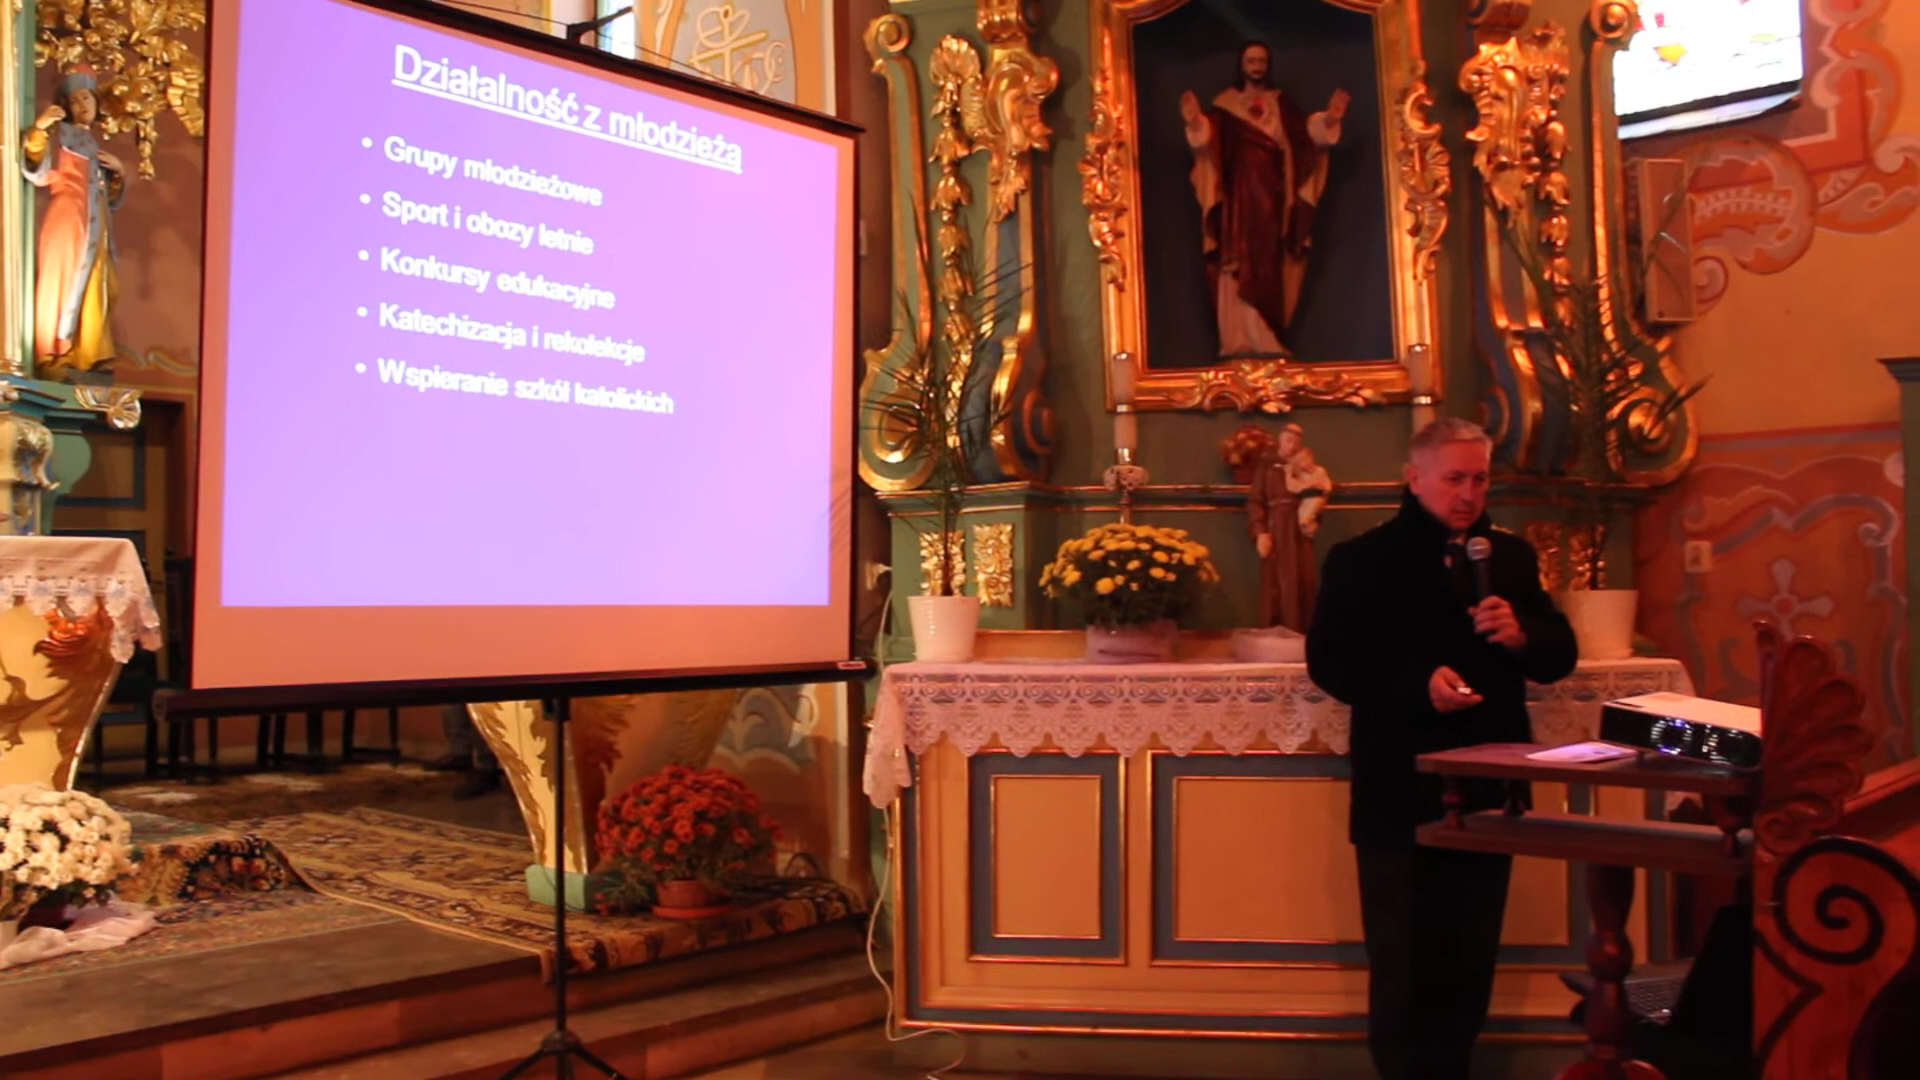 Działalność z młodzieżą
• Grupy młodzieżowe
• Sport i obozy letnie
• Konkursy edukacyjne
• Katechizacja i rekolekcje
• Wspieranie szkół katolickich